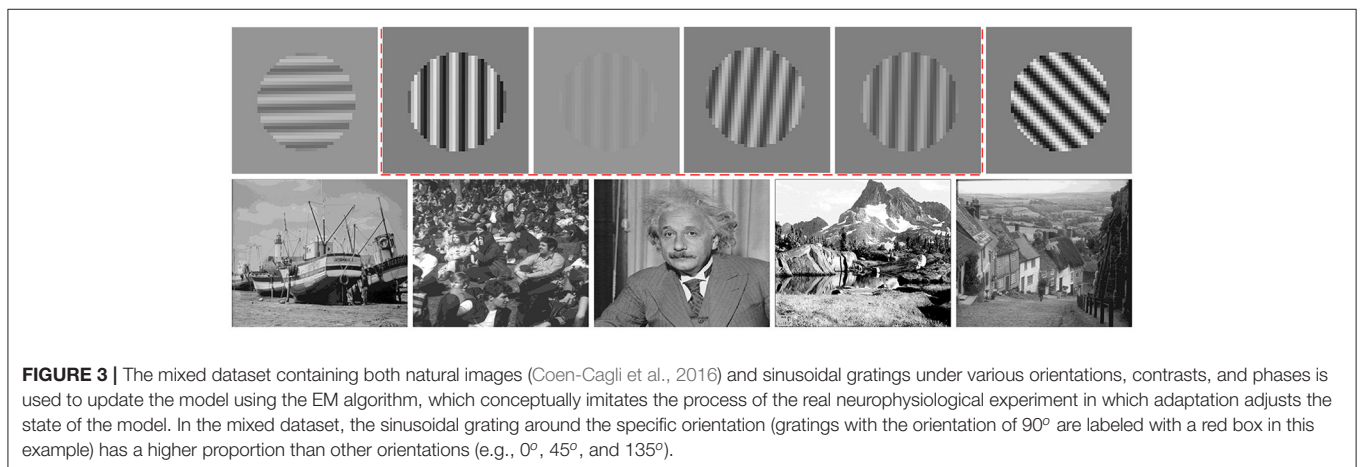 FIGURE 3 | The mixed dataset containing both natural images (Coen-Cagli et al., 2016) and sinusoidal gratings under various orientations, contrasts, and phases is
used to update the model using the EM algorithm, which conceptually imitates the process of the real neurophysiological experiment in which adaptation adjusts the
state of the model. In the mixed dataset, the sinusoidal grating around the specific orientation (gratings with the orientation of 90º are labeled with a red box in this
example) has a higher proportion than other orientations (e.g., 0º, 45º, and 135º).